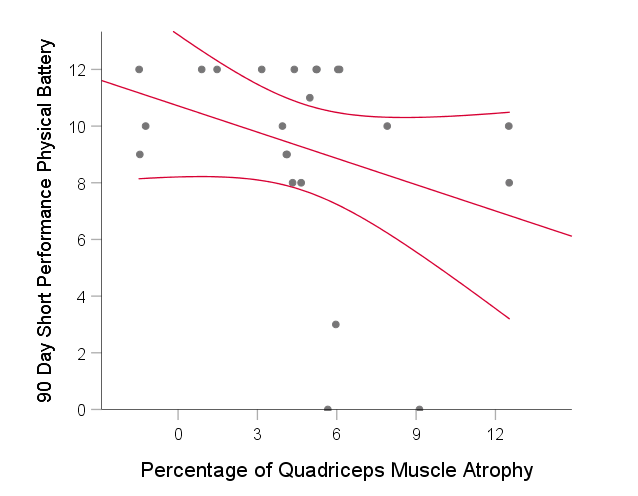 90 Day Short Performance Physical Battery
12
10
8
6
4
2
0
0 3 6 9 12
Percentage of Quadriceps Muscle Atrophy